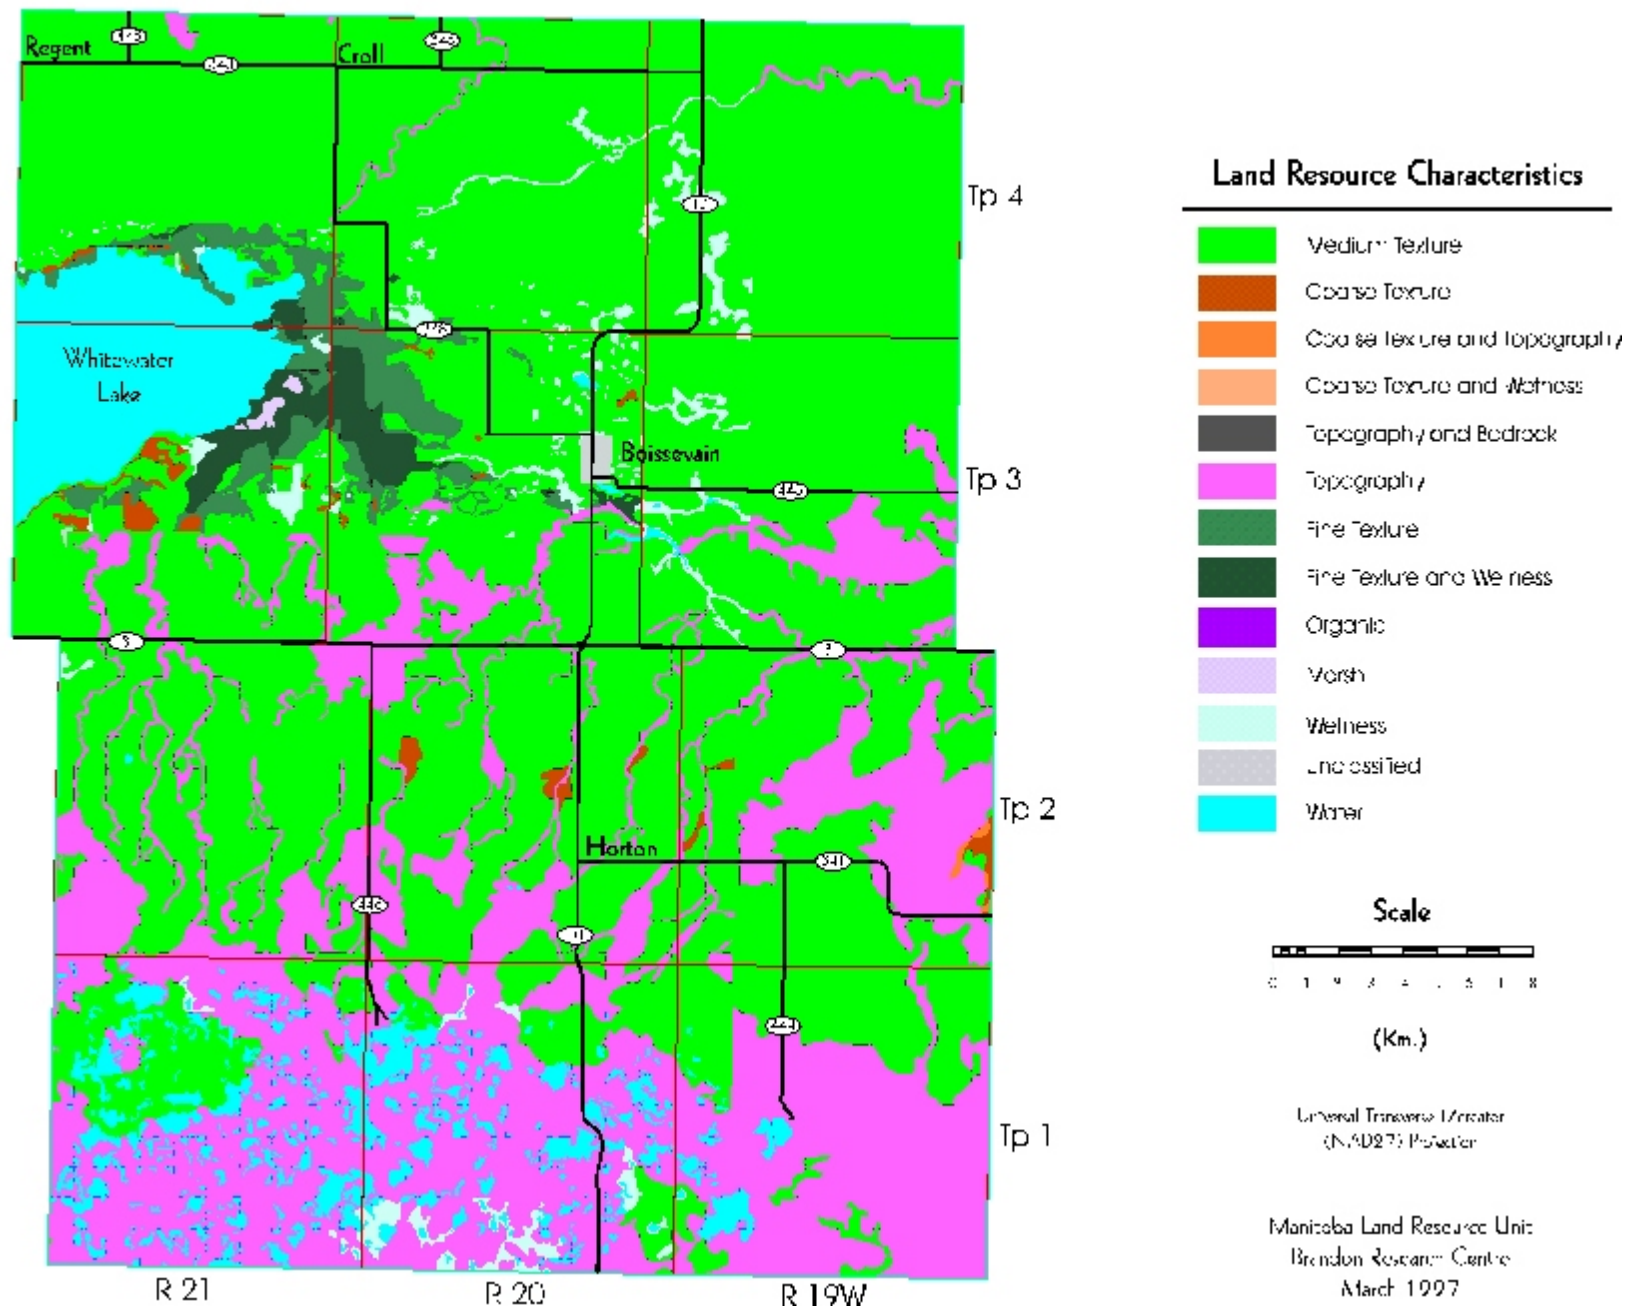 Regent
Croll
Tp 4
Whitewater
Lake
Boissevain
Tp 3
Tp 2
Horton
Tp 1
R 21
R 20
R 19W
Land Resource Characteristics
Medium Texture
Coarse Texture
Coarse Texture and Topography
Coarse Texture and Wetness
Topography and Bedrock
Topography
Fine Texture
Fine Texture and Wetness
Organic
Marsh
Wetness
Unclassified
Water
Scale
(Km.)
Universal Transverse Mercator
(NAD27) Projection
Manitoba Land Resource Unit
Brandon Research Centre
March 1997